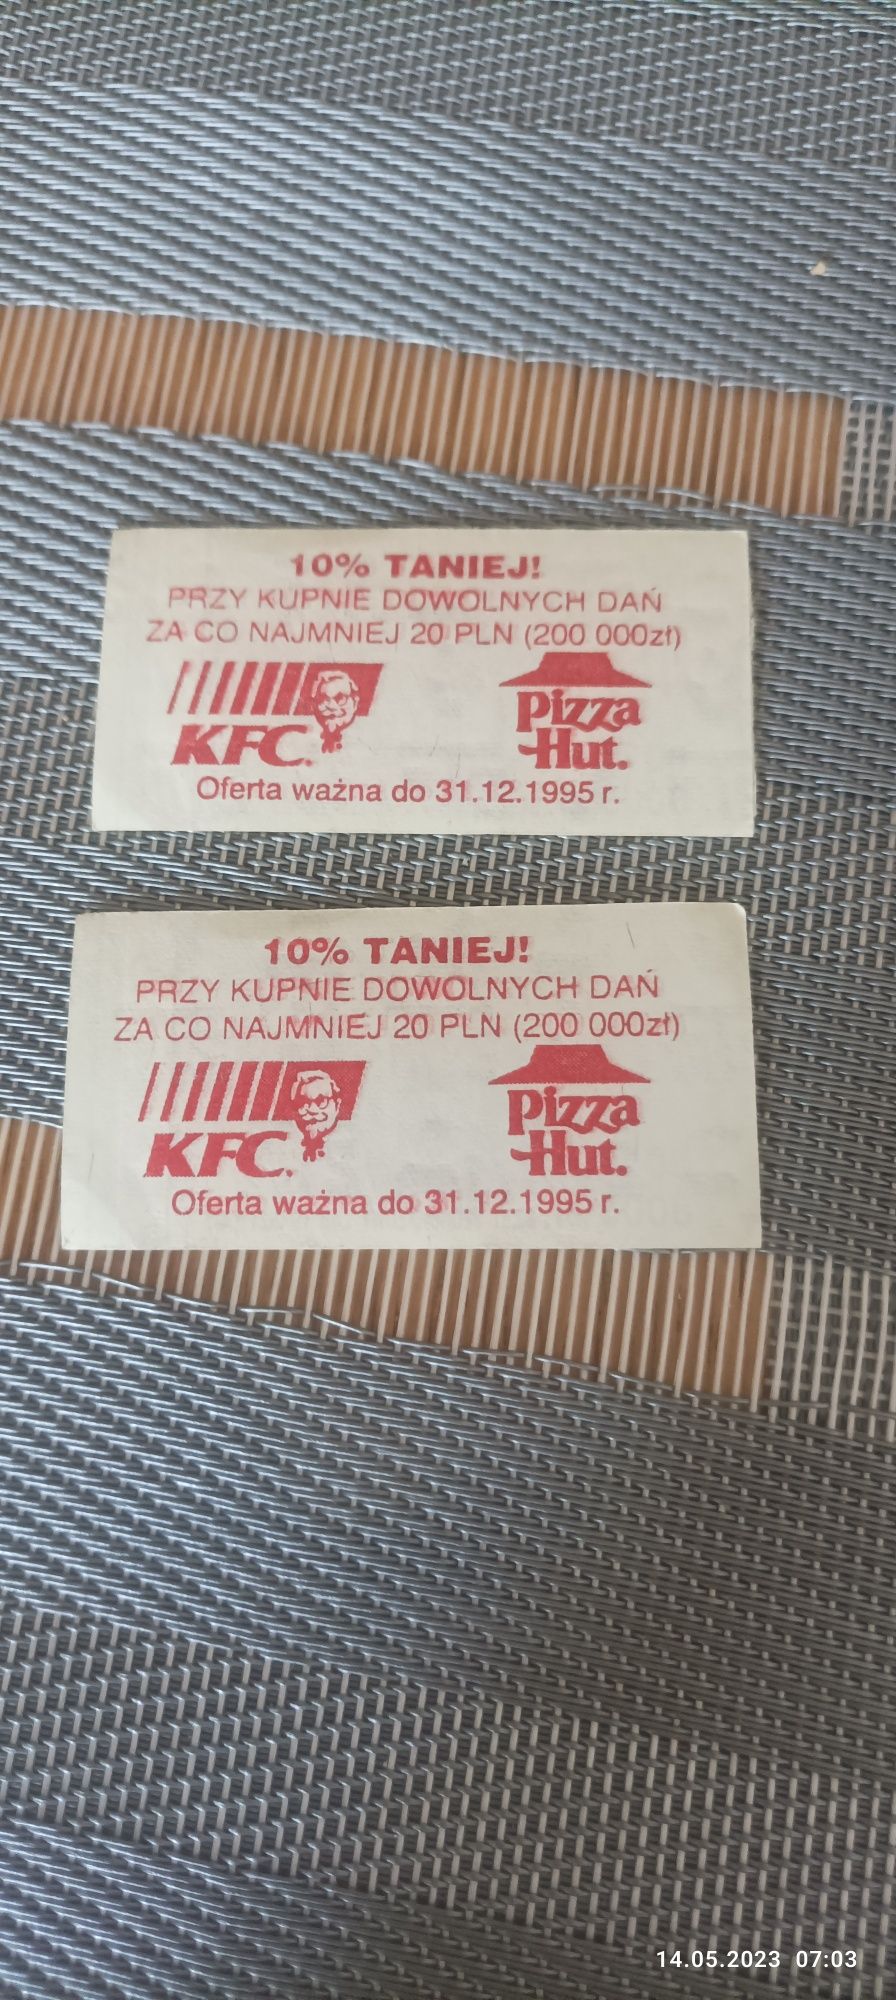 10% TANIEJ!
PRZY KUPNIE DOWOLNYCH DAŃ
ZA CO NAJMNIEJ 20 PLN (200 000zł)
KFC.
Pizza
Hut.
Oferta ważna do 31.12.1995 r.
10% TANIEJ!
PRZY KUPNIE DOWOLNYCH DAŃ
ZA CO NAJMNIEJ 20 PLN (200 000zł)
KFC.
Pizza
Hut.
Oferta ważna do 31.12.1995 r.
14.05.2023 07:03